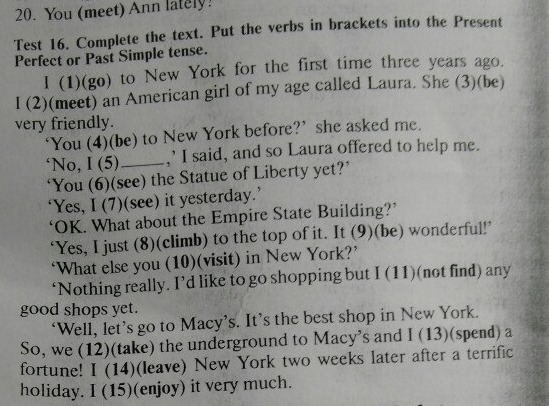 20. You (meet) Ann lately?
Test 16. Complete the text. Put the verbs in brackets into the Present
Perfect or Past Simple tense.
I (1)(go) to New York for the first time three years ago.
I (2)(meet) an American girl of my age called Laura. She (3)(be)
very friendly.
‘You (4)(be) to New York before?’ she asked me.
‘No, I (5)_____,’ I said, and so Laura offered to help me.
‘You (6)(see) the Statue of Liberty yet?’
‘Yes, I (7)(see) it yesterday.’
‘OK. What about the Empire State Building?’
‘Yes, I just (8)(climb) to the top of it. It (9)(be) wonderful!’
‘What else you (10)(visit) in New York?’
‘Nothing really. I’d like to go shopping but I (11)(not find) any
good shops yet.
‘Well, let’s go to Macy’s. It’s the best shop in New York.
So, we (12)(take) the underground to Macy’s and I (13)(spend) a
fortune! I (14)(leave) New York two weeks later after a terrific
holiday. I (15)(enjoy) it very much.